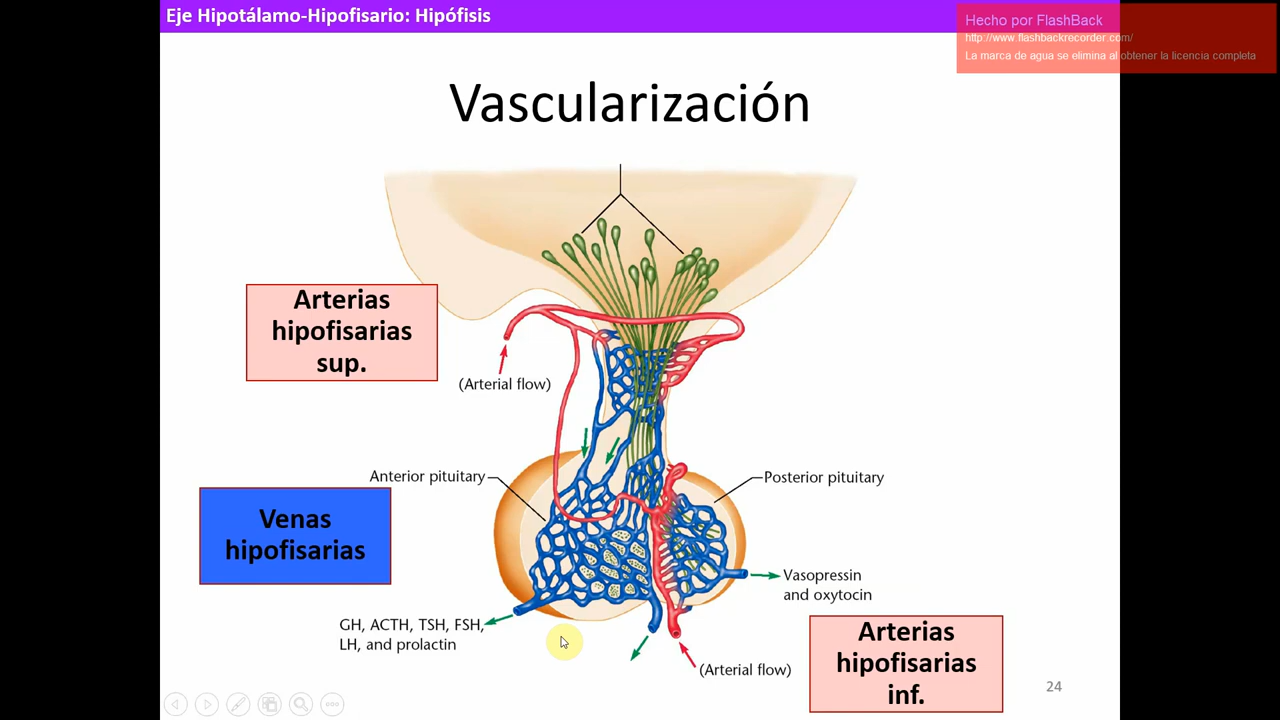 Eje Hipotálamo-Hipofisario: Hipófisis
Hecho por FlashBack
http://www.flashbackrecorder.com/
La marca de agua se elimina al obtener la licencia completa
Vascularización
Arterias
hipofisarias
sup.
(Arterial flow)
Anterior pituitary
Posterior pituitary
Venas
hipofisarias
Vasopressin
and oxytocin
GH, ACTH, TSH, FSH,
LH, and prolactin
Arterias
hipofisarias
inf.
(Arterial flow)
24